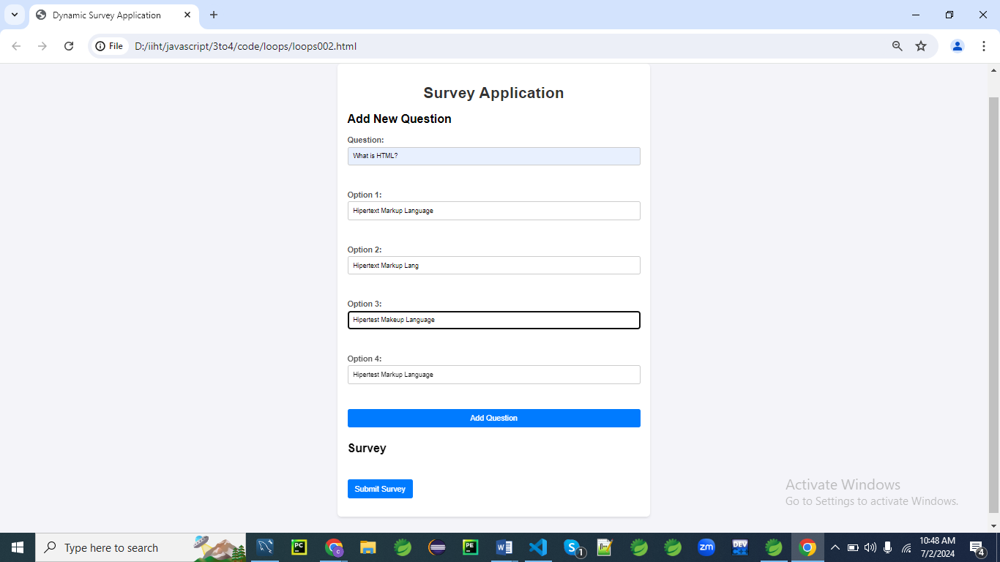 Dynamic Survey Application
File D:/iiht/javascript/3to4/code/loops/loops002.html
Survey Application
Add New Question
Question:
What is HTML?
Option 1:
Hipertext Markup Language
Option 2:
Hipertext Markup Lang
Option 3:
Hipertest Makeup Language
Option 4:
Hipertest Markup Language
Add Question
Survey
Submit Survey
Activate Windows
Go to Settings to activate Windows.
Type here to search
PC
C
PE
W
S
1
zm
DEV
10:48 AM
7/2/2024
4